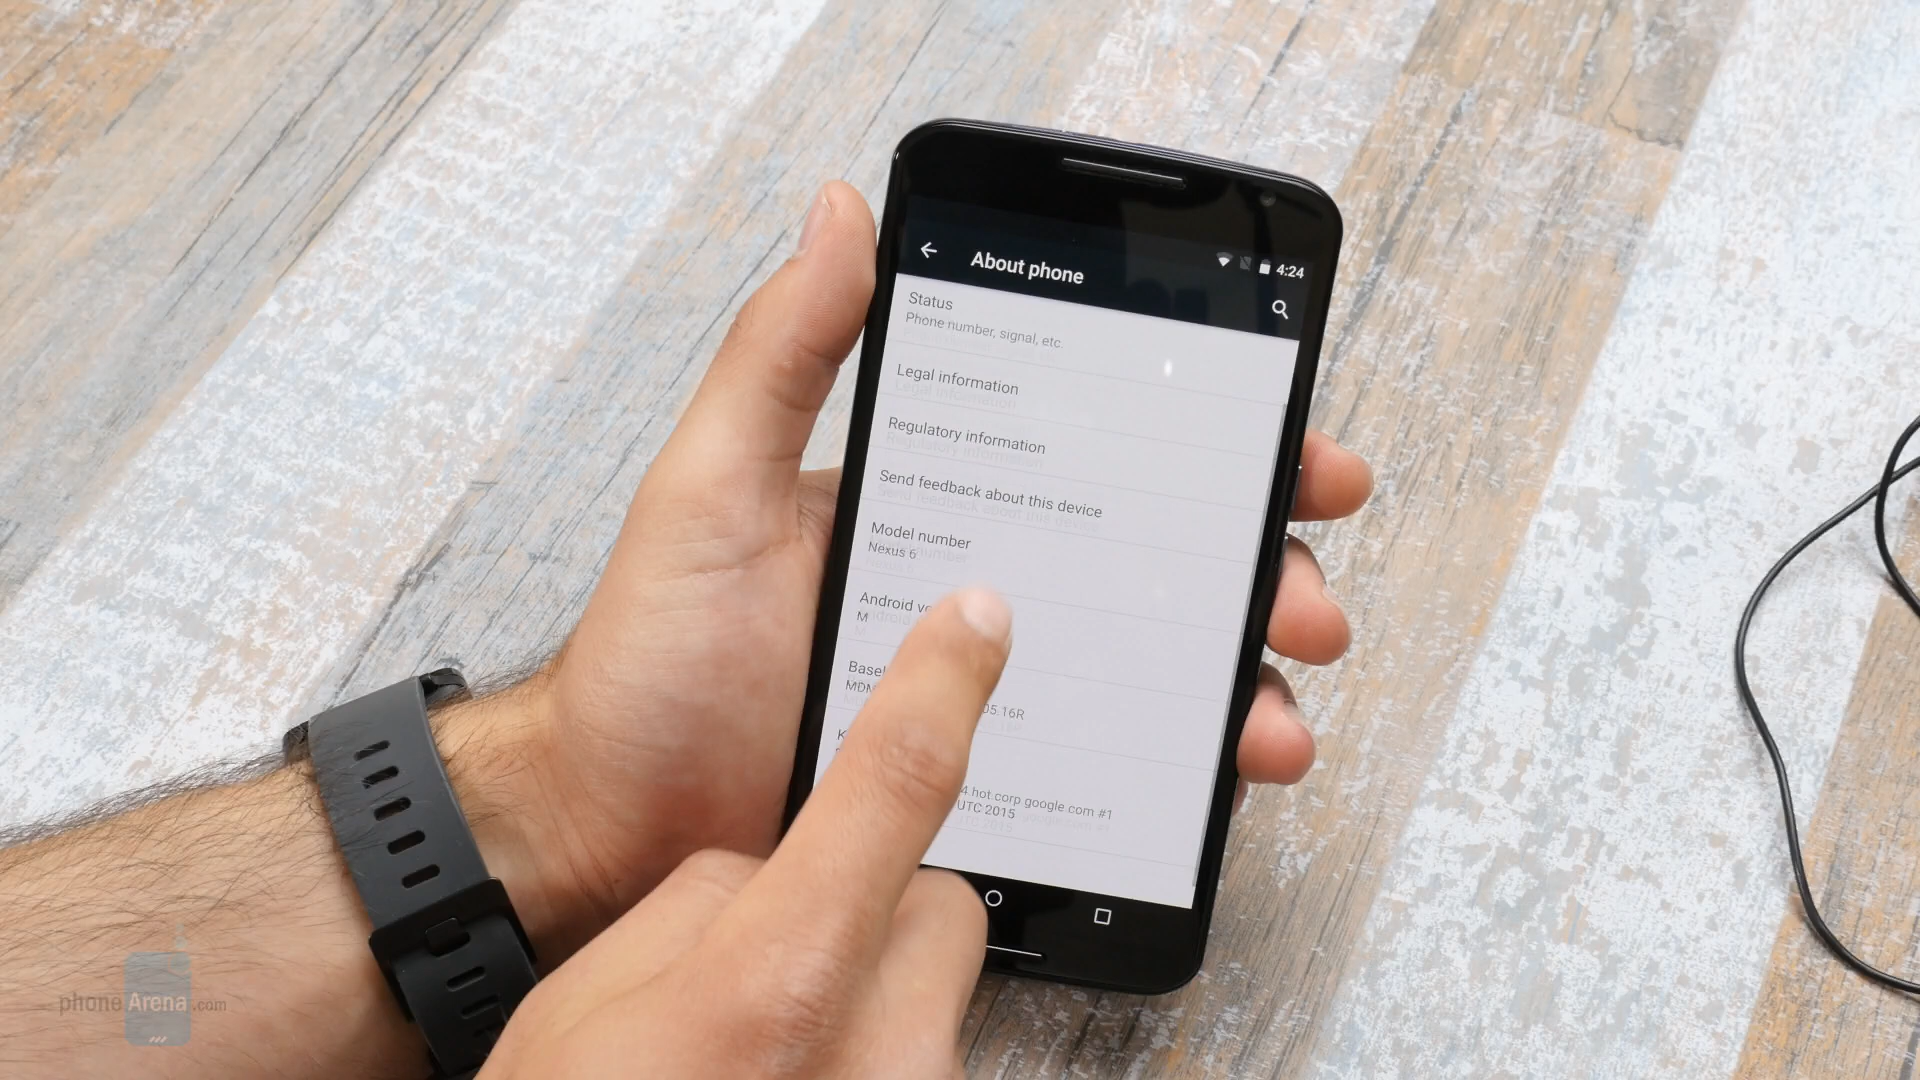 About phone
4:24
Status
Phone number, signal, etc.
Legal information
Regulatory information
Send feedback about this device
Model number
Nexus 6
Android
M
05.16R
hot.corp.google.com #1
UTC 2015
phoneArena.com